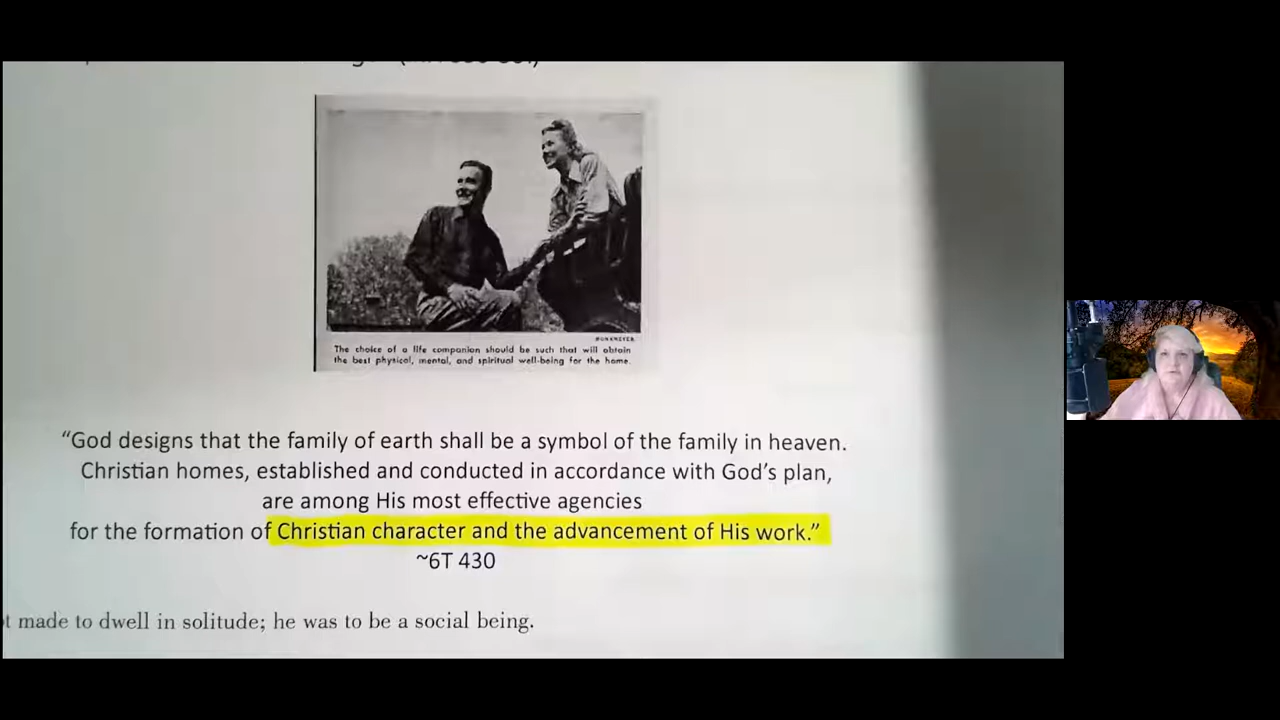 The choice of a life companion should be such that will obtain
the best physical, mental, and spiritual well-being for the home.
“God designs that the family of earth shall be a symbol of the family in heaven.
Christian homes, established and conducted in accordance with God’s plan,
are among His most effective agencies
for the formation of Christian character and the advancement of His work.”
~6T 430
made to dwell in solitude; he was to be a social being.